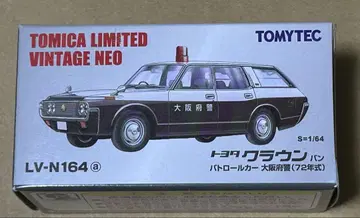 TOMICA LIMITED
VINTAGE NEO
TOMYTEC
大阪府警
S=1/64
トヨタ クラウン バン
パトロールカー 大阪府警 (72年式)
LV-N164 a